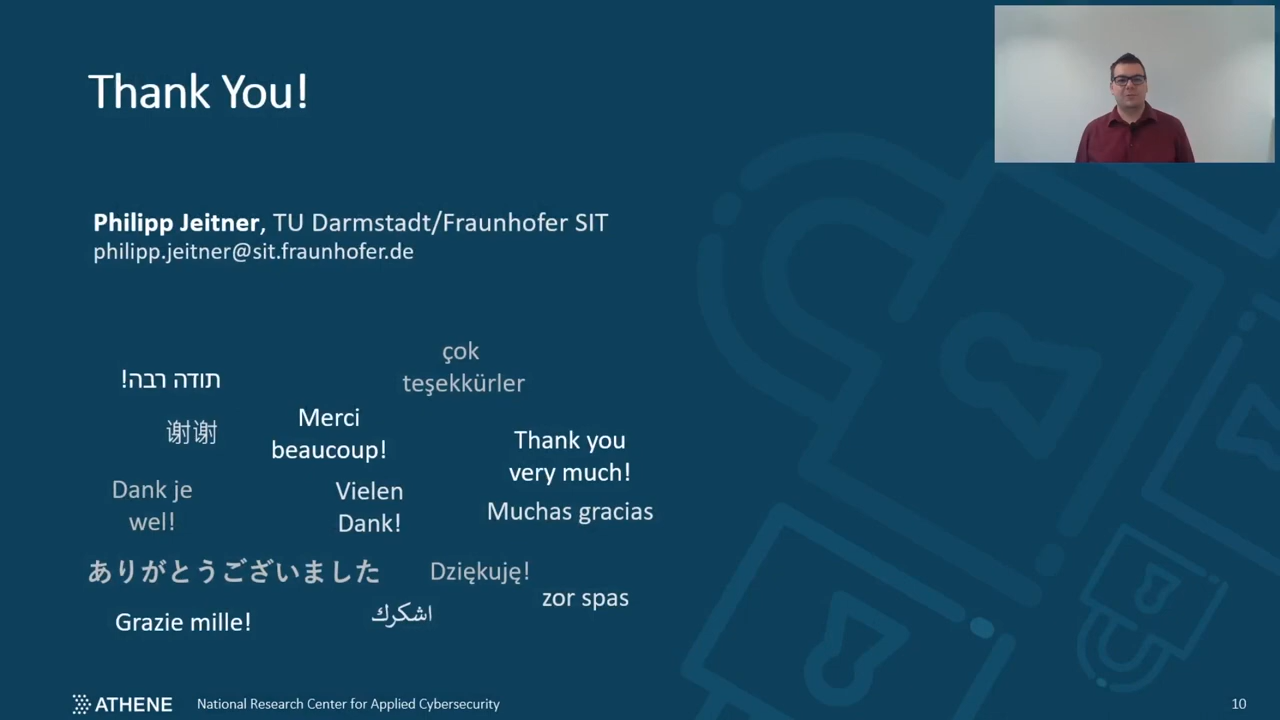 Thank You!
Philipp Jeitner, TU Darmstadt/Fraunhofer SIT
philipp.jeitner@sit.fraunhofer.de
çok
teşekkürler
תודה רבה!
谢谢
Merci
beaucoup!
Thank you
very much!
Dank je
wel!
Vielen
Dank!
Muchas gracias
ありがとうございました
Dziękuję!
zor spas
Grazie mille!
اشكرك
ATHENE
National Research Center for Applied Cybersecurity
10